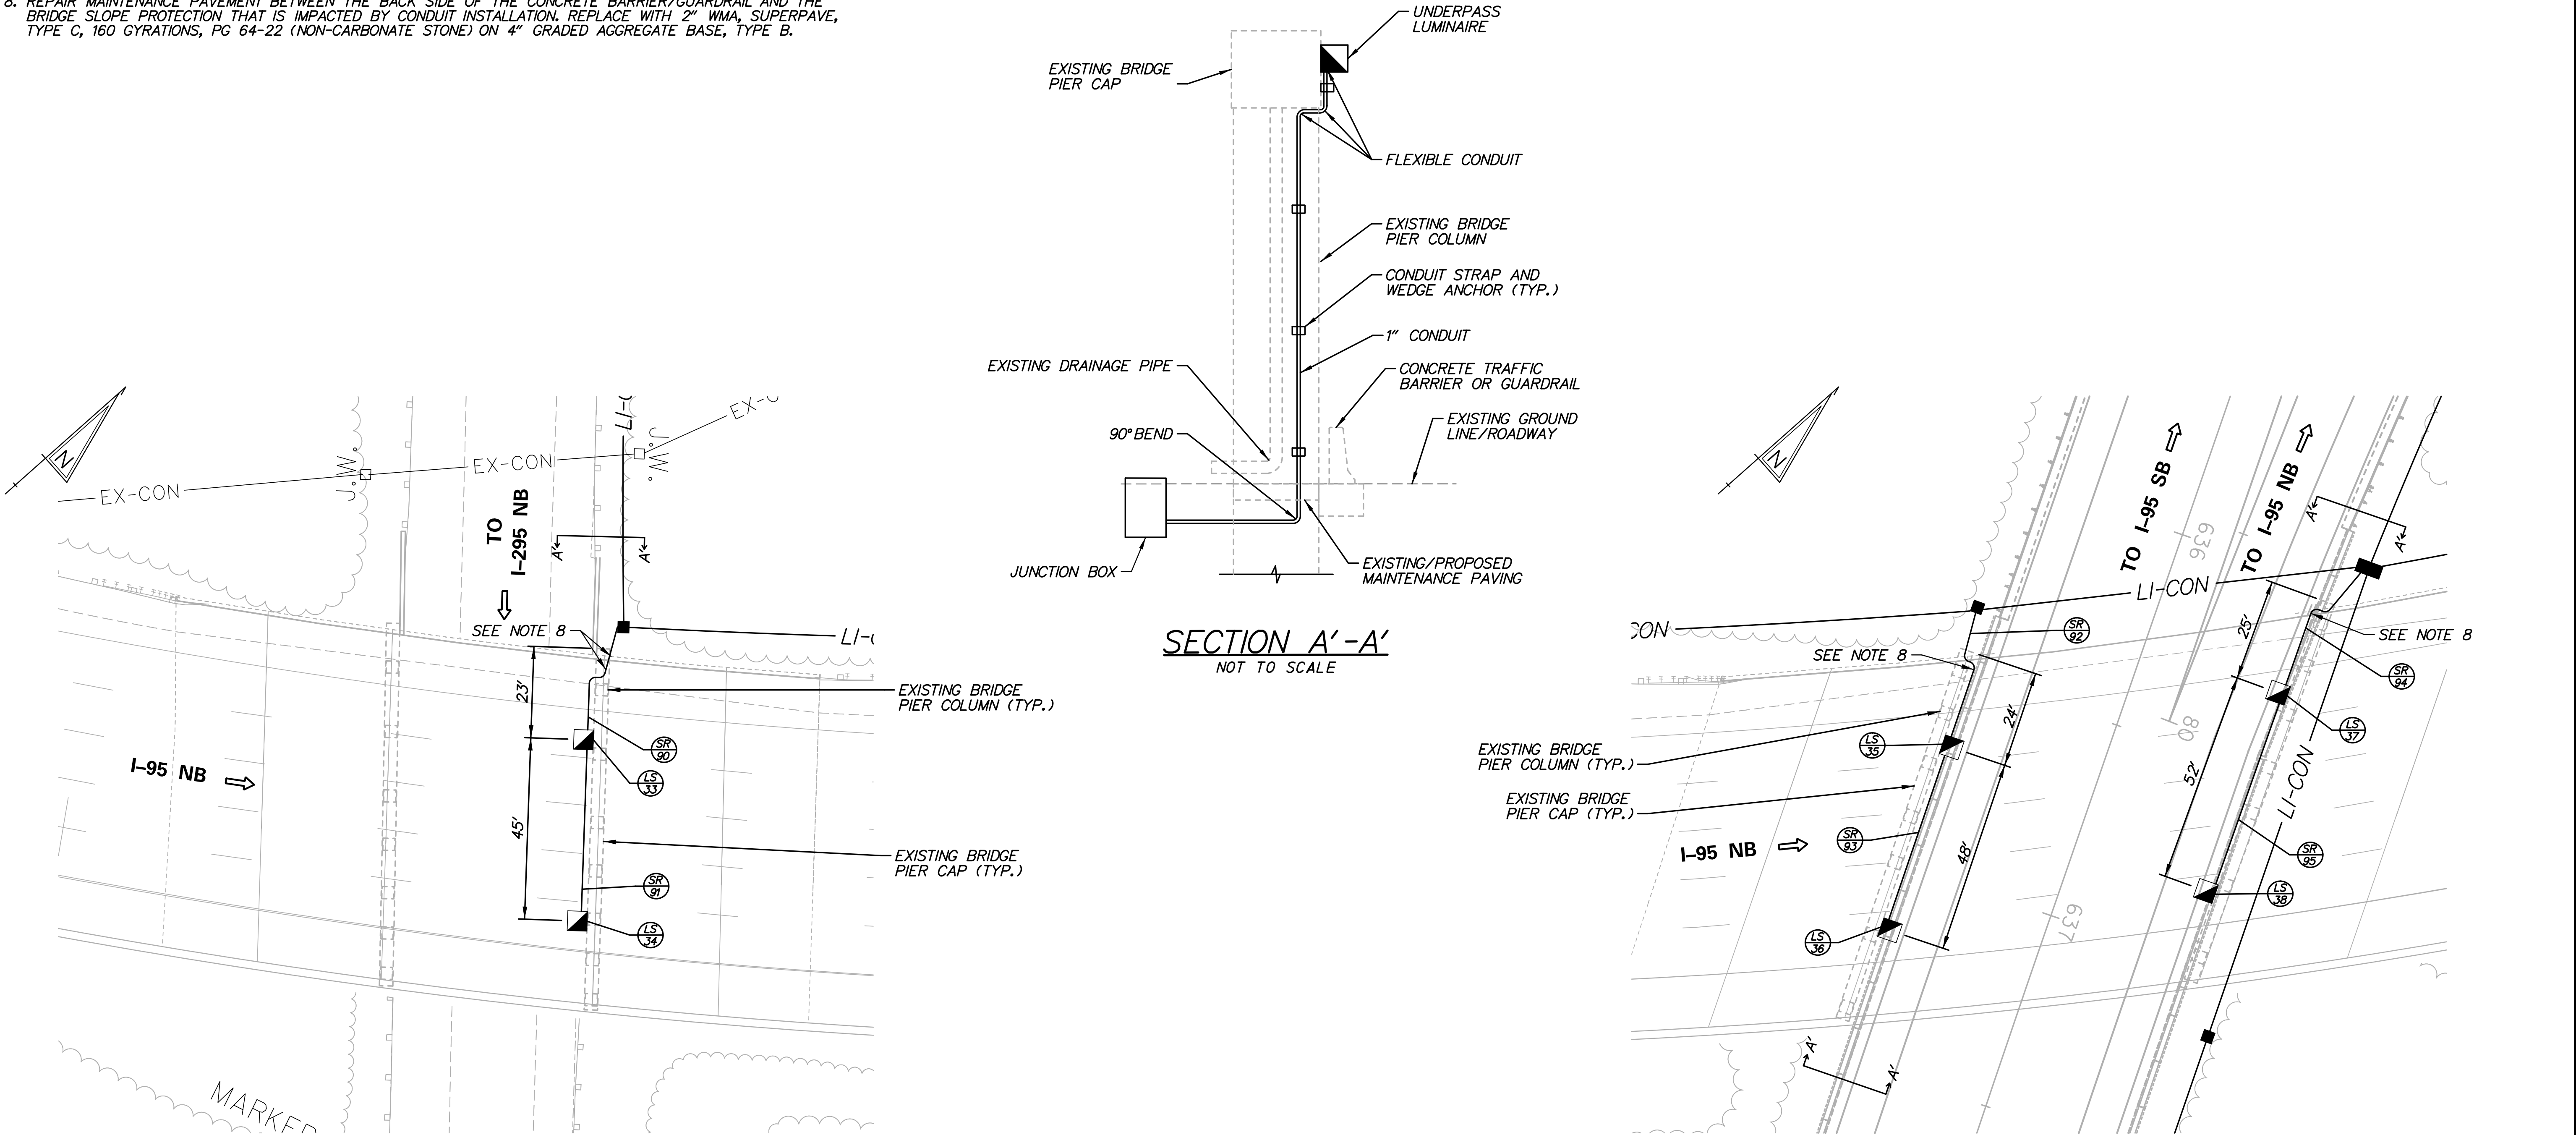 8. REPAIR MAINTENANCE PAVEMENT BETWEEN THE BACK SIDE OF THE CONCRETE BARRIER/GUARDRAIL AND THE
BRIDGE SLOPE PROTECTION THAT IS IMPACTED BY CONDUIT INSTALLATION. REPLACE WITH 2" WMA, SUPERPAVE,
TYPE C, 160 GYRATIONS, PG 64-22 (NON-CARBONATE STONE) ON 4" GRADED AGGREGATE BASE, TYPE B.
UNDERPASS
LUMINAIRE
EXISTING BRIDGE
PIER CAP
FLEXIBLE CONDUIT
EXISTING BRIDGE
PIER COLUMN
CONDUIT STRAP AND
WEDGE ANCHOR (TYP.)
1" CONDUIT
EXISTING DRAINAGE PIPE
CONCRETE TRAFFIC
BARRIER OR GUARDRAIL
EXISTING GROUND
LINE/ROADWAY
90° BEND
JUNCTION BOX
EXISTING/PROPOSED
MAINTENANCE PAVING
SECTION A'-A'
NOT TO SCALE
N
EX-CON
EX-CON
J.W.
J.W.
TO
I-295 NB
A'
A'
SEE NOTE 8
23'
45'
I-95 NB
EXISTING BRIDGE
PIER COLUMN (TYP.)
SR
90
LS
33
EXISTING BRIDGE
PIER CAP (TYP.)
SR
91
LS
34
N
TO I-95 SB
636
TO I-95 NB
A'
A'
LI-CON
CON
SR
92
SEE NOTE 8
25'
SEE NOTE 8
SR
94
24'
80
LS
37
LS
35
EXISTING BRIDGE
PIER COLUMN (TYP.)
52'
LI-CON
EXISTING BRIDGE
PIER CAP (TYP.)
I-95 NB
SR
93
48'
SR
95
LS
38
637
LS
36
A'
A'